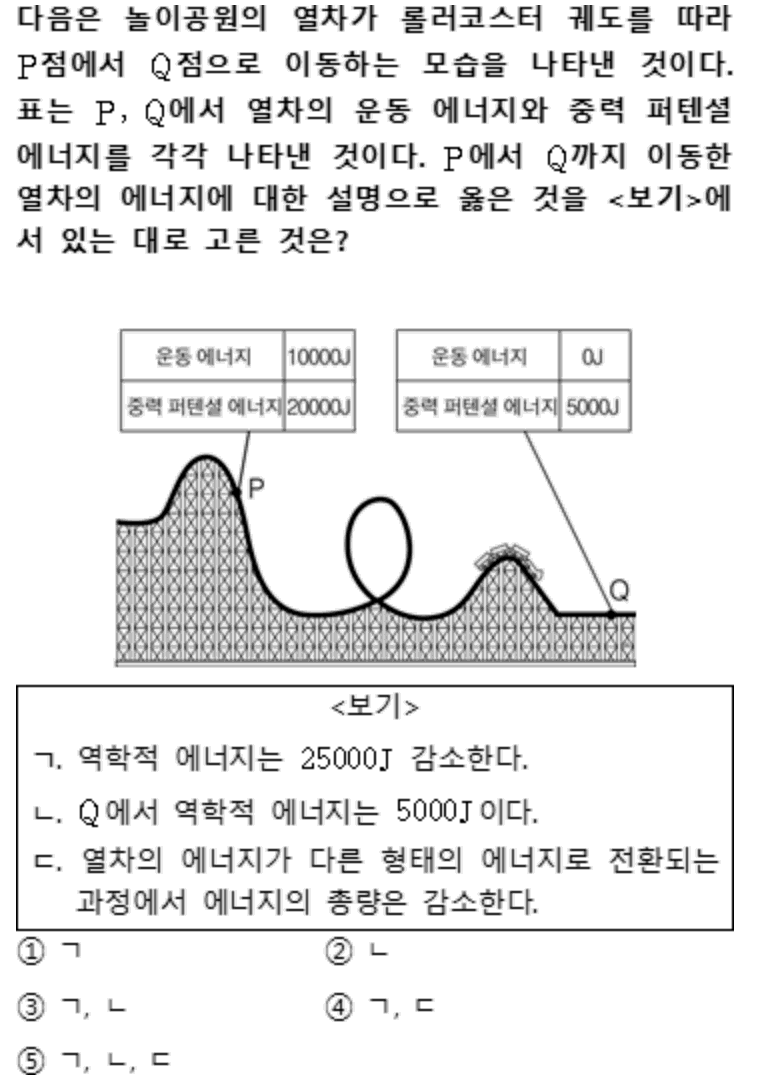 다음은 놀이공원의 열차가 롤러코스터 궤도를 따라
P점에서 Q점으로 이동하는 모습을 나타낸 것이다.
표는 P, Q에서 열차의 운동 에너지와 중력 퍼텐셜
에너지를 각각 나타낸 것이다. P에서 Q까지 이동한
열차의 에너지에 대한 설명으로 옳은 것을 <보기>에
서 있는 대로 고른 것은?
운동 에너지 10000J
중력 퍼텐셜 에너지 20000J
운동 에너지 0J
중력 퍼텐셜 에너지 5000J
P
Q
<보기>
ㄱ. 역학적 에너지는 25000J 감소한다.
ㄴ. Q에서 역학적 에너지는 5000J이다.
ㄷ. 열차의 에너지가 다른 형태의 에너지로 전환되는
과정에서 에너지의 총량은 감소한다.
① ㄱ ② ㄴ
③ ㄱ, ㄴ ④ ㄱ, ㄷ
⑤ ㄱ, ㄴ, ㄷ